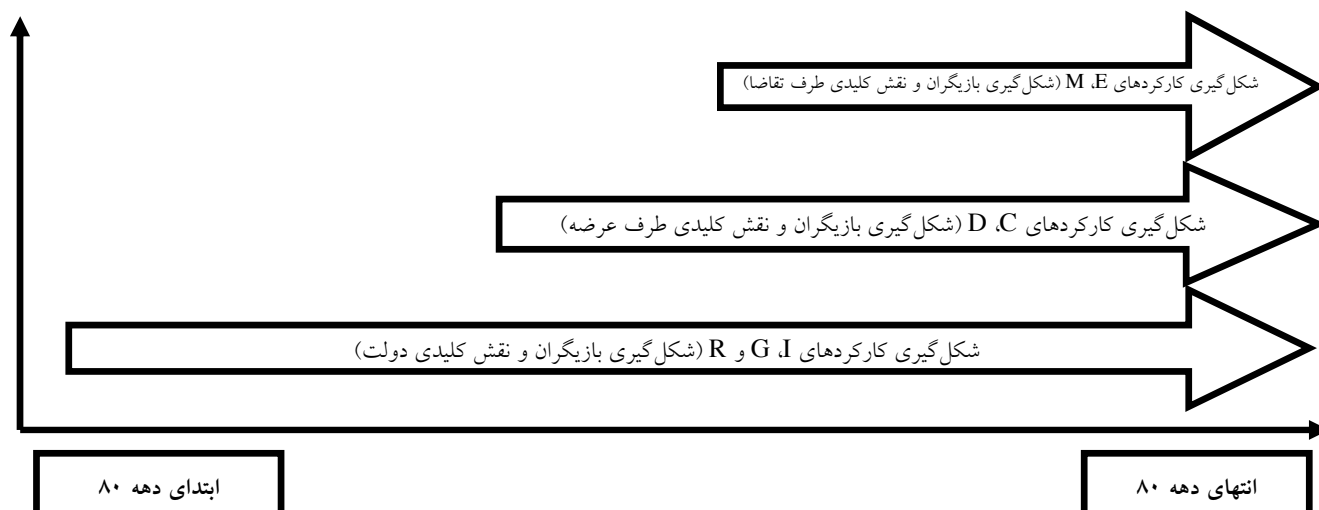 شکل‌گیری کارکردهای M ،E (شکل‌گیری بازیگران و نقش کلیدی طرف تقاضا)
شکل‌گیری کارکردهای D ،C (شکل‌گیری بازیگران و نقش کلیدی طرف عرضه)
شکل‌گیری کارکردهای G ،I و R (شکل‌گیری بازیگران و نقش کلیدی دولت)
انتهای دهه ۸۰
ابتدای دهه ۸۰